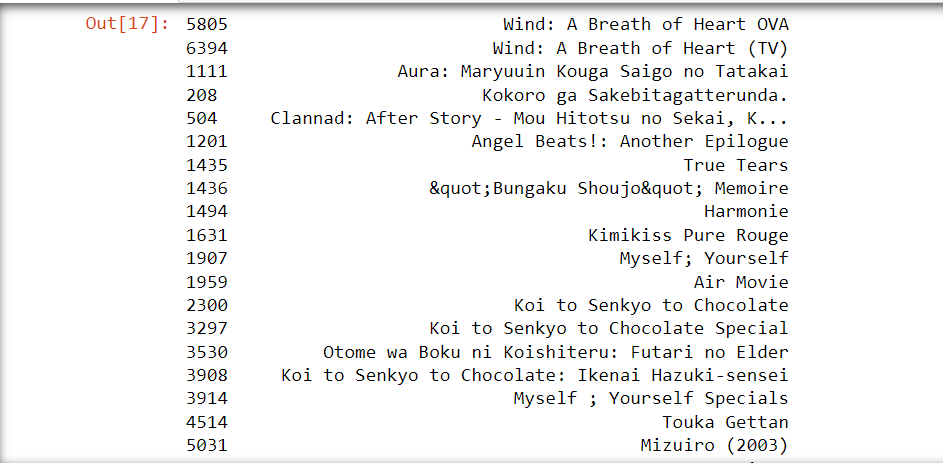 Out[17]: 5805 Wind: A Breath of Heart OVA
6394 Wind: A Breath of Heart (TV)
1111 Aura: Maryuuin Kouga Saigo no Tatakai
208 Kokoro ga Sakebitagatterunda.
504 Clannad: After Story - Mou Hitotsu no Sekai, K...
1201 Angel Beats!: Another Epilogue
1435 True Tears
1436 &quot;Bungaku Shoujo&quot; Memoire
1494 Harmonie
1631 Kimikiss Pure Rouge
1907 Myself; Yourself
1959 Air Movie
2300 Koi to Senkyo to Chocolate
3297 Koi to Senkyo to Chocolate Special
3530 Otome wa Boku ni Koishiteru: Futari no Elder
3908 Koi to Senkyo to Chocolate: Ikenai Hazuki-sensei
3914 Myself ; Yourself Specials
4514 Touka Gettan
5031 Mizuiro (2003)